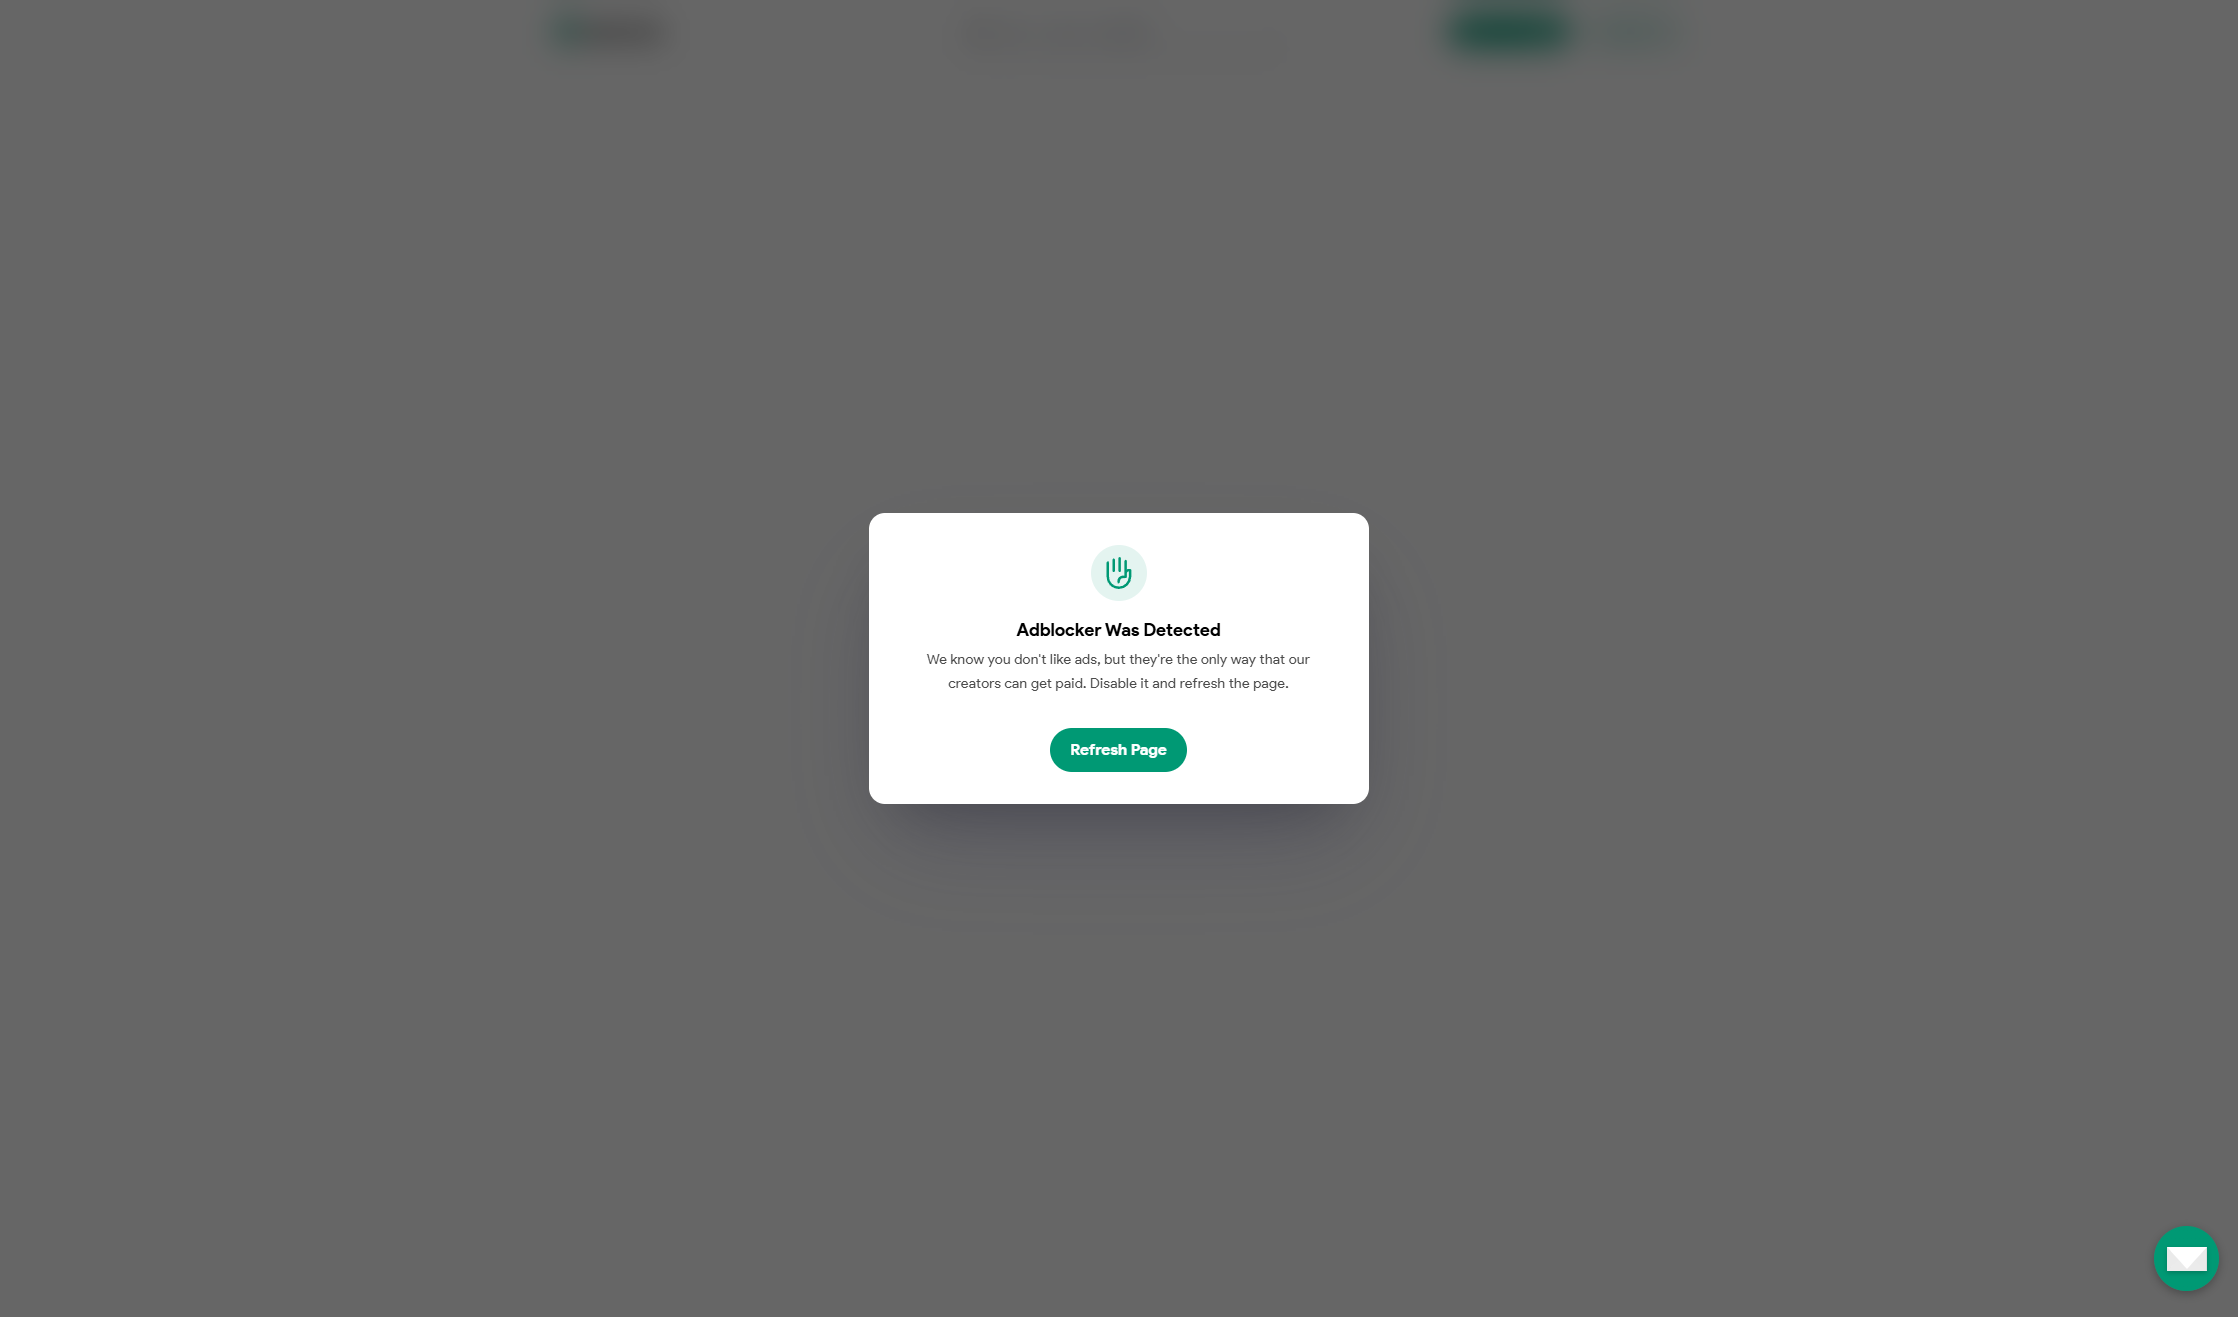 Adblocker Was Detected
We know you don't like ads, but they're the only way that our
creators can get paid. Disable it and refresh the page.
Refresh Page